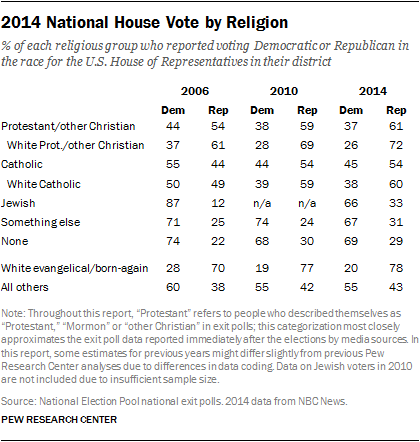 2014 National House Vote by Religion
% of each religious group who reported voting Democratic or Republican in
the race for the U.S. House of Representatives in their district
2006 2010 2014
Dem Rep Dem Rep Dem Rep
Protestant/other Christian 44 54 38 59 37 61
White Prot./other Christian 37 61 28 69 26 72
Catholic 55 44 44 54 45 54
White Catholic 50 49 39 59 38 60
Jewish 87 12 n/a n/a 66 33
Something else 71 25 74 24 67 31
None 74 22 68 30 69 29
White evangelical/born-again 28 70 19 77 20 78
All others 60 38 55 42 55 43
Note: Throughout this report, “Protestant” refers to people who described themselves as
“Protestant,” “Mormon” or “other Christian” in exit polls; this categorization most closely
approximates the exit poll data reported immediately after the elections by media sources. In
this report, some estimates for previous years might differ slightly from previous Pew
Research Center analyses due to differences in data coding. Data on Jewish voters in 2010
are not included due to insufficient sample size.
Source: National Election Pool national exit polls. 2014 data from NBC News.
PEW RESEARCH CENTER